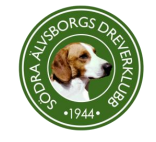 SÖDRA ÄLVSBORGS DREVERKLUBB
•1944•